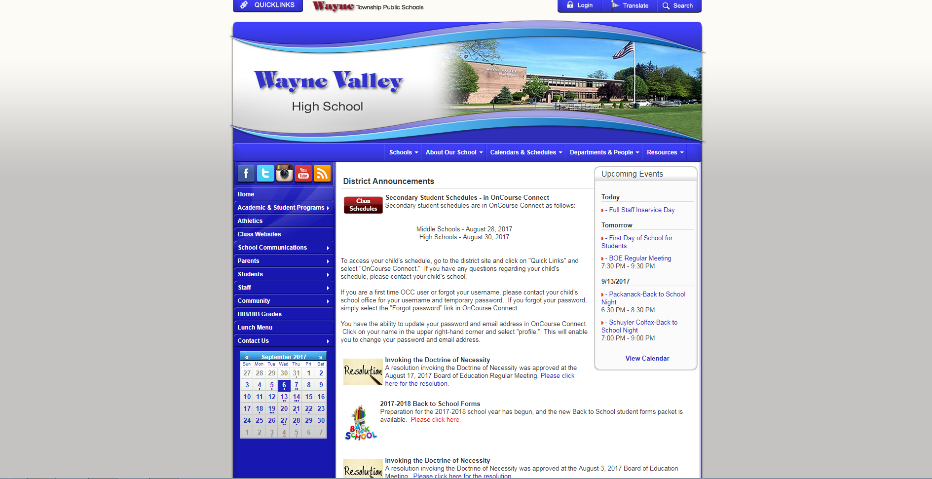 QUICKLINKS
Wayne Township Public Schools
Login
Translate
Search
Wayne Valley
High School
Schools
About Our School
Calendars & Schedules
Departments & People
Resources
Home
Academic & Student Programs
Athletics
Class Websites
School Communications
Parents
Students
Staff
Community
HIB/HIB Grades
Lunch Menu
Contact Us
« September 2017 »
Sun Mon Tue Wed Thu Fri Sat
27 28 29 30 31 1 2
3 4 5 6 7 8 9
10 11 12 13 14 15 16
17 18 19 20 21 22 23
24 25 26 27 28 29 30
1 2 3 4 5 6 7
District Announcements
Class
Schedules
Secondary Student Schedules - in OnCourse Connect
Secondary student schedules are in OnCourse Connect as follows:
Middle Schools - August 28, 2017
High Schools - August 30, 2017
To access your child's schedule, go to the district site and click on "Quick Links" and
select "OnCourse Connect." If you have any questions regarding your child's
schedule, please contact your child's school.
If you are a first time OCC user or forgot your username, please contact your child's
school office for your username and temporary password. If you forgot your password,
simply select the "Forgot password" link in OnCourse Connect.
You have the ability to update your password and email address in OnCourse Connect.
Click on your name in the upper right-hand corner and select "profile." This will enable
you to change your password and email address.
Resolution
Invoking the Doctrine of Necessity
A resolution invoking the Doctrine of Necessity was approved at the
August 17, 2017 Board of Education Regular Meeting. Please click
here for the resolution.
BACK
SCHOOL
2017-2018 Back to School Forms
Preparation for the 2017-2018 school year has begun, and the new Back to School student forms packet is
available. Please click here.
Resolution
Invoking the Doctrine of Necessity
A resolution invoking the Doctrine of Necessity was approved at the August 3, 2017 Board of Education
Meeting. Please click here for the resolution.
Upcoming Events
Today
- Full Staff Inservice Day
Tomorrow
- First Day of School for
Students
- BOE Regular Meeting
7:30 PM - 9:30 PM
9/13/2017
- Packanack-Back to School
Night
6:30 PM - 8:30 PM
- Schuyler Colfax-Back to
School Night
7:00 PM - 9:00 PM
View Calendar